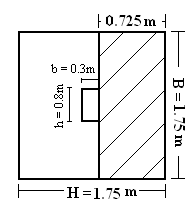 0.725 m
b = 0.3m
h = 0.8m
B = 1.75 m
H = 1.75 m